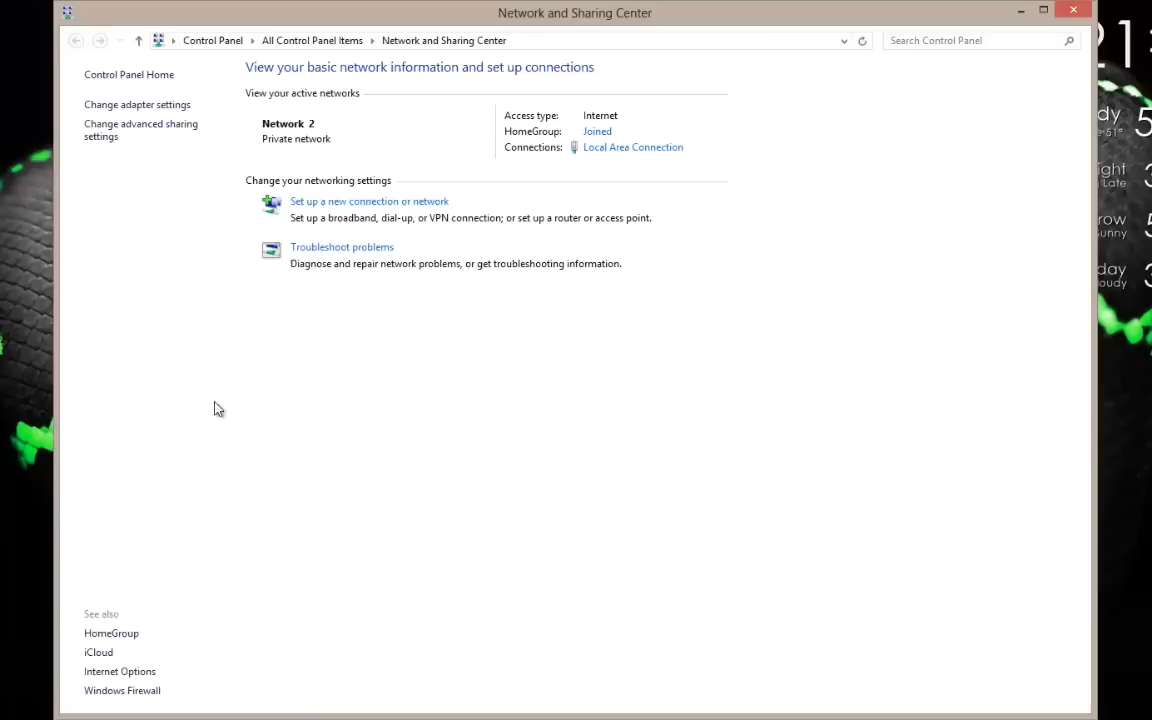 Network and Sharing Center
Control Panel
All Control Panel Items
Network and Sharing Center
Search Control Panel
Control Panel Home
Change adapter settings
Change advanced sharing
settings
View your basic network information and set up connections
View your active networks
Network 2
Private network
Access type: Internet
HomeGroup: Joined
Connections: Local Area Connection
Change your networking settings
Set up a new connection or network
Set up a broadband, dial-up, or VPN connection; or set up a router or access point.
Troubleshoot problems
Diagnose and repair network problems, or get troubleshooting information.
See also
HomeGroup
iCloud
Internet Options
Windows Firewall
21:
51°
Late